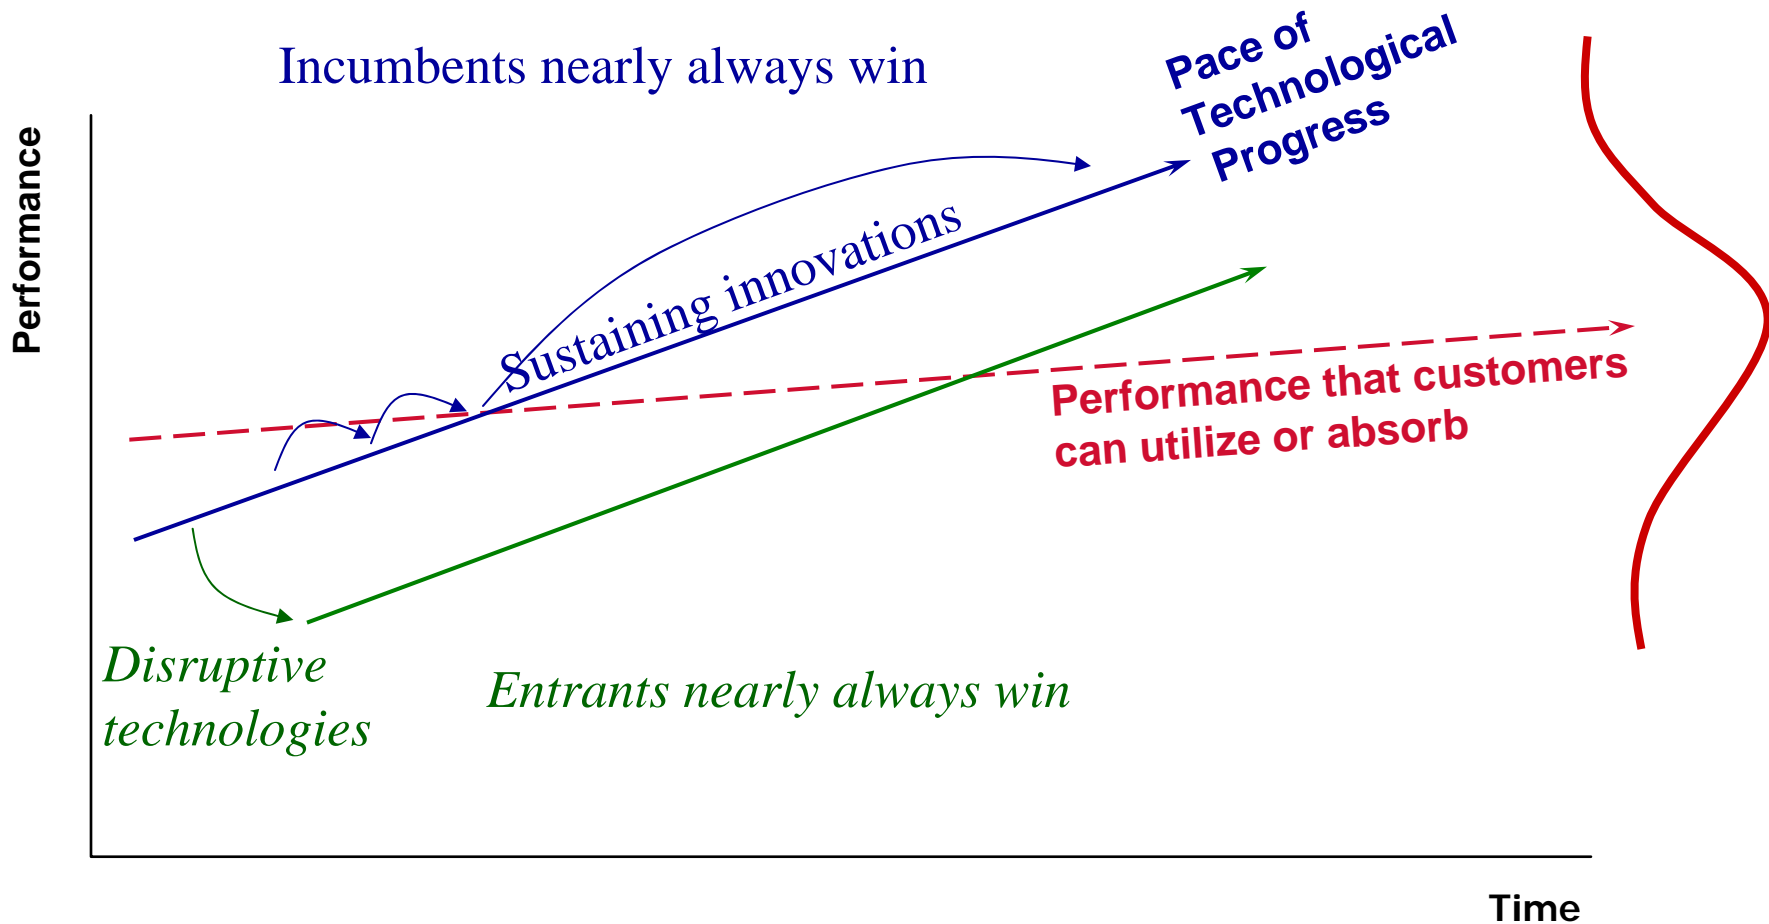 Incumbents nearly always win
Pace of
Technological
Progress
Performance
Sustaining innovations
Performance that customers
can utilize or absorb
Disruptive
technologies
Entrants nearly always win
Time